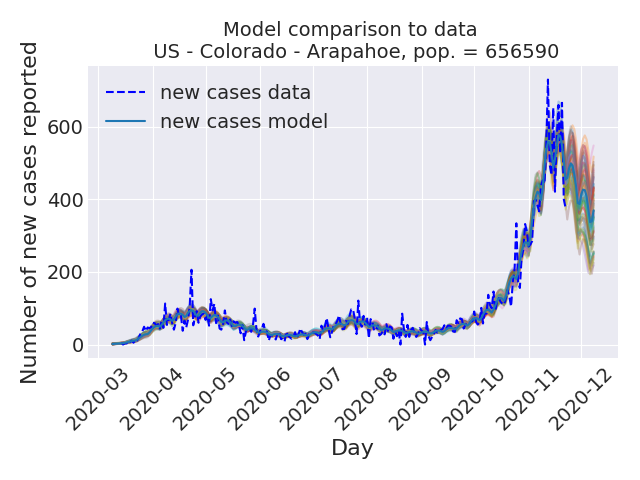 Model comparison to data
US - Colorado - Arapahoe, pop. = 656590
new cases data
new cases model
Number of new cases reported
600
400
200
0
2020-03
2020-04
2020-05
2020-06
2020-07
2020-08
2020-09
2020-10
2020-11
2020-12
Day